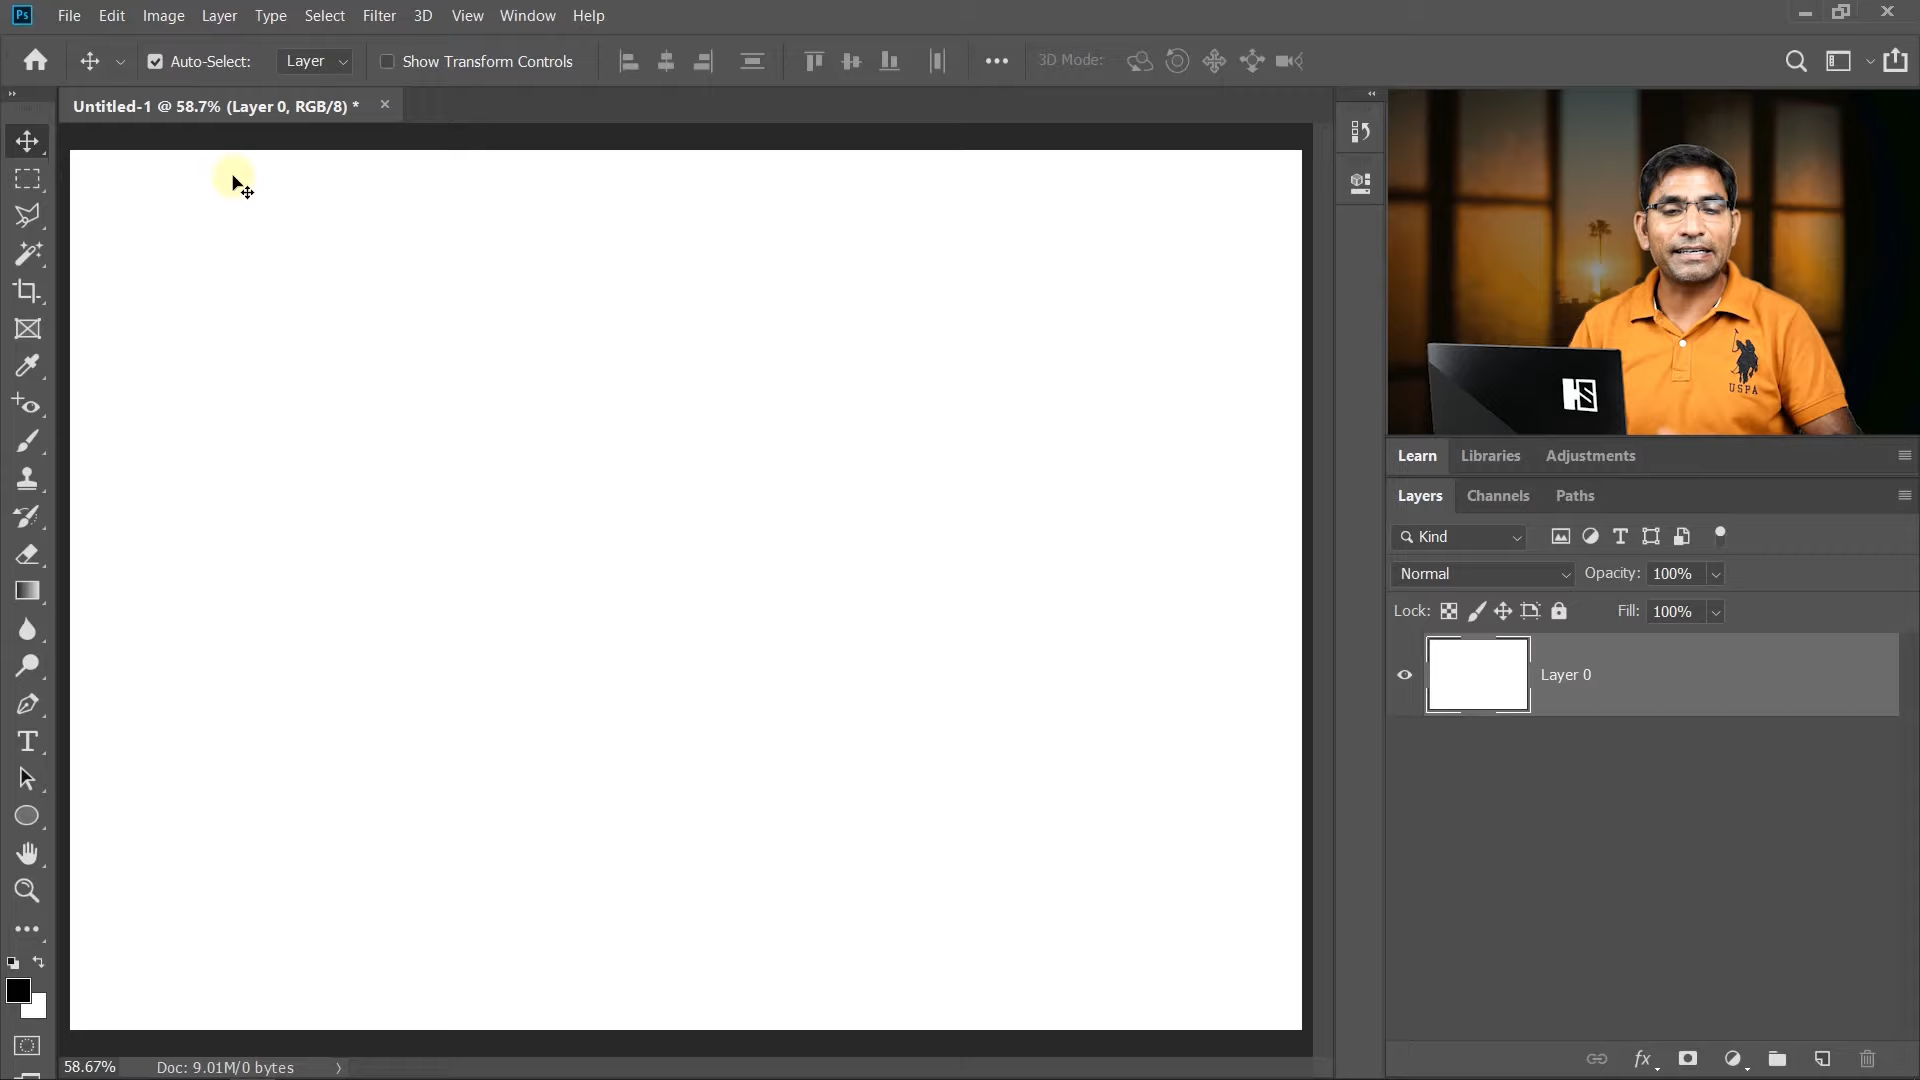 Ps File Edit Image Layer Type Select Filter 3D View Window Help
Auto-Select: Layer Show Transform Controls 3D Mode:
Untitled-1 @ 58.7% (Layer 0, RGB/8) *
USPA
Learn Libraries Adjustments
Layers Channels Paths
Kind
Normal Opacity: 100%
Lock: Fill: 100%
Layer 0
58.67% Doc: 9.01M/0 bytes